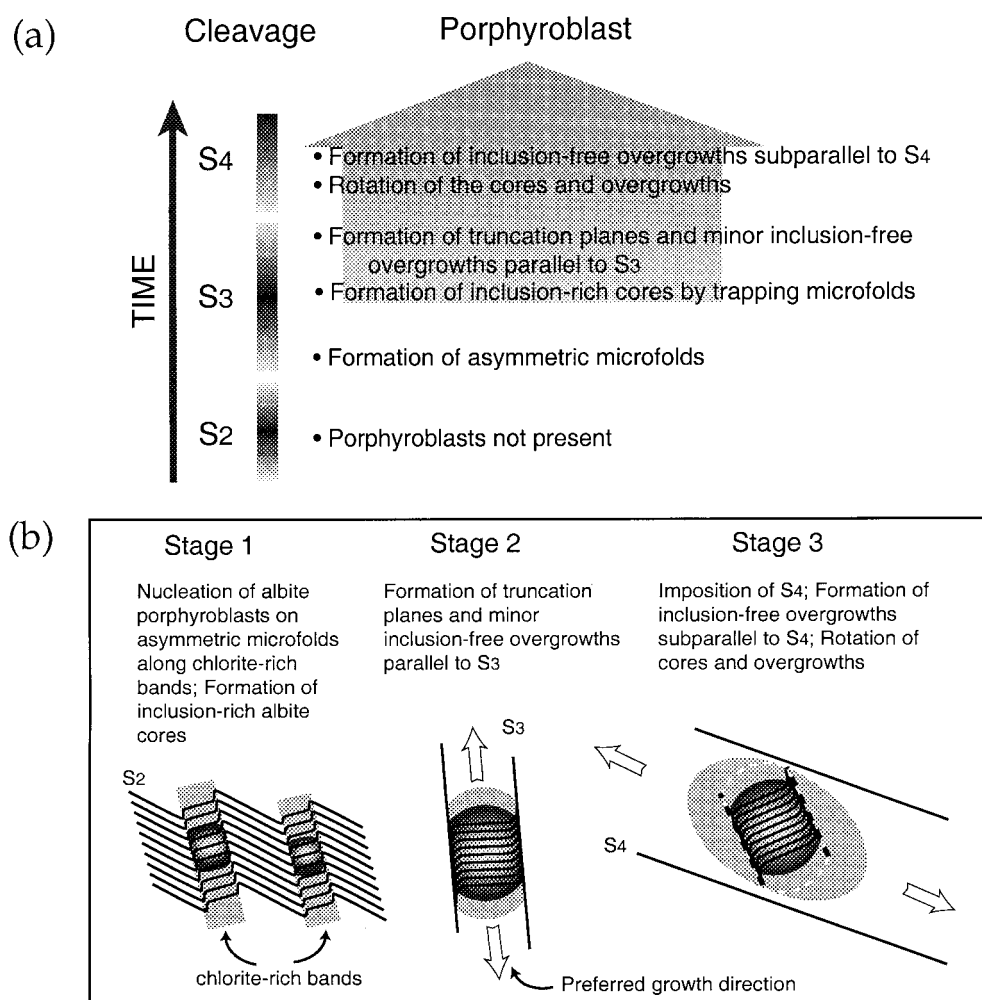 (a)
Cleavage
Porphyroblast
TIME
S4
• Formation of inclusion-free overgrowths subparallel to S4
• Rotation of the cores and overgrowths
• Formation of truncation planes and minor inclusion-free
overgrowths parallel to S3
S3
• Formation of inclusion-rich cores by trapping microfolds
• Formation of asymmetric microfolds
S2
• Porphyroblasts not present
(b)
Stage 1
Nucleation of albite
porphyroblasts on
asymmetric microfolds
along chlorite-rich
bands; Formation of
inclusion-rich albite
cores
S2
chlorite-rich bands
Stage 2
Formation of truncation
planes and minor
inclusion-free overgrowths
parallel to S3
S3
Preferred growth direction
Stage 3
Imposition of S4; Formation of
inclusion-free overgrowths
subparallel to S4; Rotation of
cores and overgrowths
S4